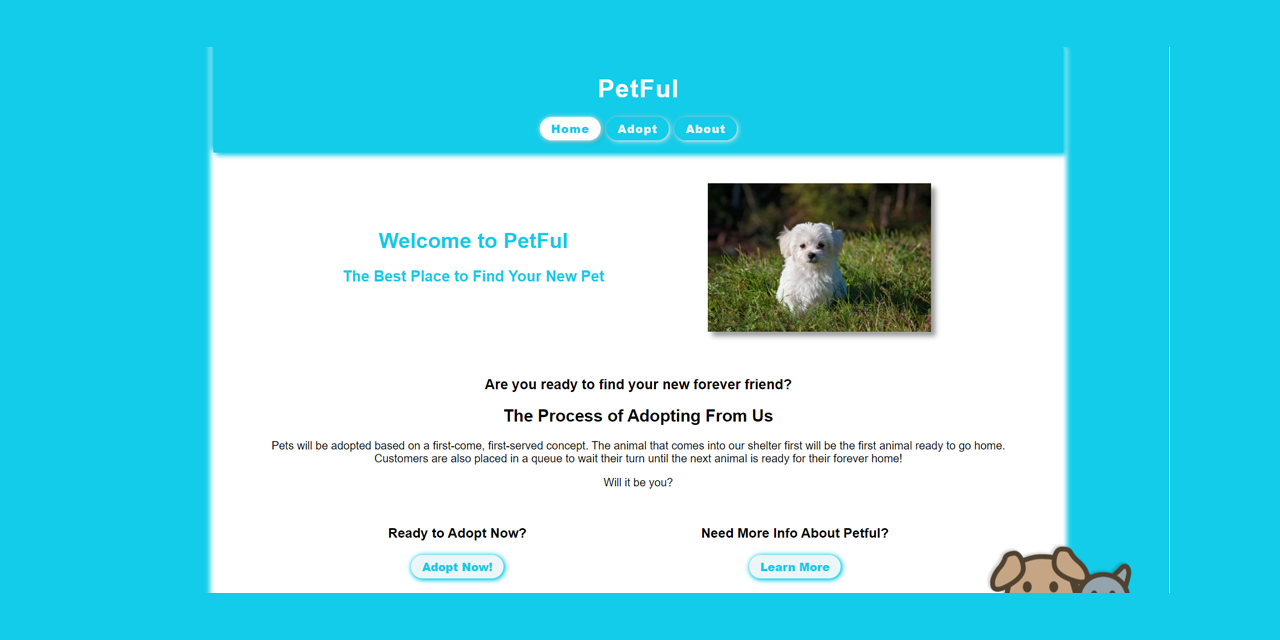 PetFul
Home Adopt About
Welcome to PetFul
The Best Place to Find Your New Pet
Are you ready to find your new forever friend?
The Process of Adopting From Us
Pets will be adopted based on a first-come, first-served concept. The animal that comes into our shelter first will be the first animal ready to go home.
Customers are also placed in a queue to wait their turn until the next animal is ready for their forever home!
Will it be you?
Ready to Adopt Now? Need More Info About Petful?
Adopt Now! Learn More